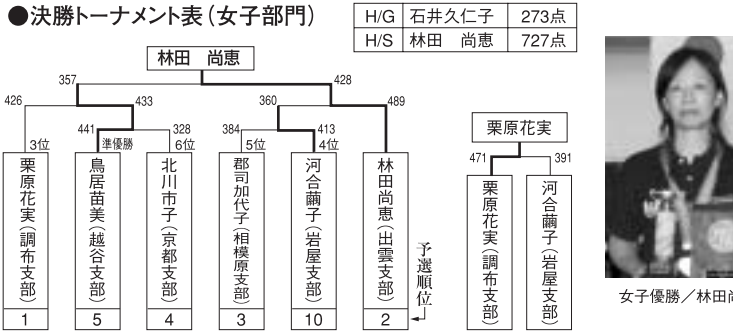 ●決勝トーナメント表（女子部門）
H/G 石井久仁子 273点
H/S 林田 尚恵 727点
林田 尚恵
357 428
426 433 360 489
441 準優勝 328 384 413
3位 6位 5位 4位
栗原花実（調布支部）
鳥居苗美（越谷支部）
北川市子（京都支部）
郡司加代子（相模原支部）
河合繭子（岩屋支部）
林田尚恵（出雲支部）
1 5 4 3 10 2
予選順位
栗原花実
471 391
栗原花実（調布支部）
河合繭子（岩屋支部）
女子優勝／林田